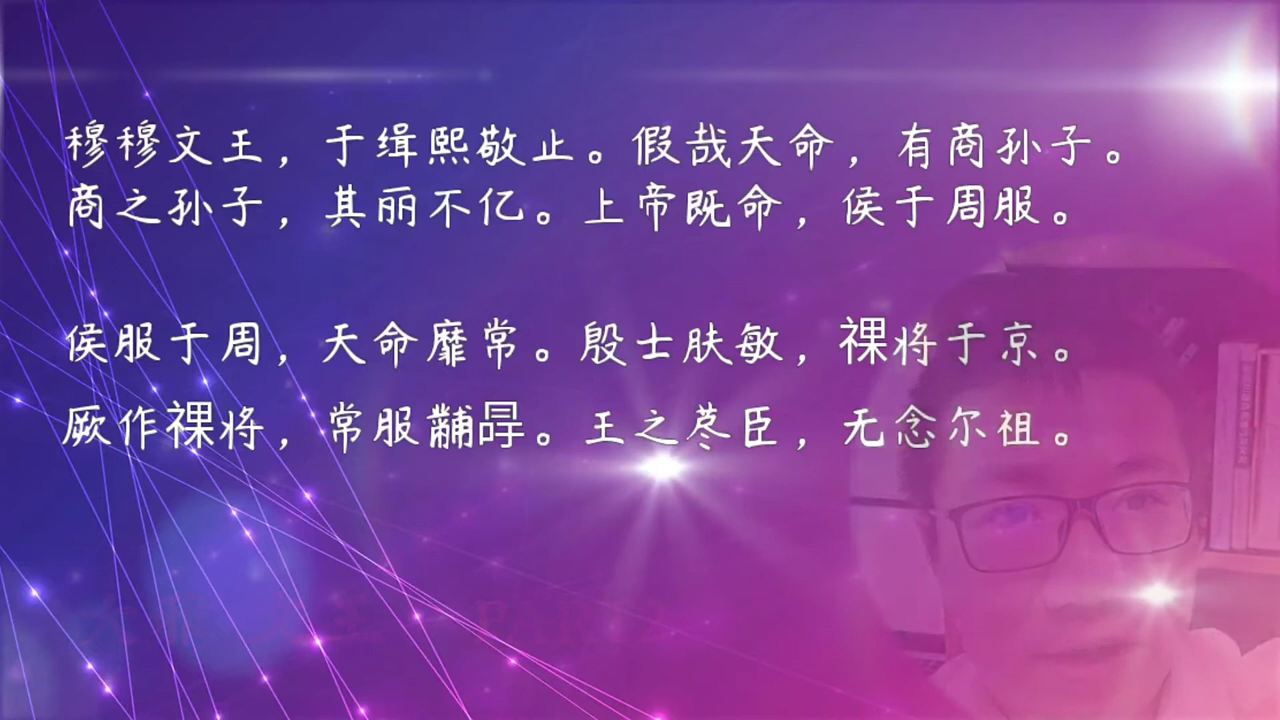 穆穆文王，于缉熙敬止。假哉天命，有商孙子。
商之孙子，其丽不亿。上帝既命，侯于周服。
侯服于周，天命靡常。殷士肤敏，祼将于京。
厥作祼将，常服黼冔。王之荩臣，无念尔祖。